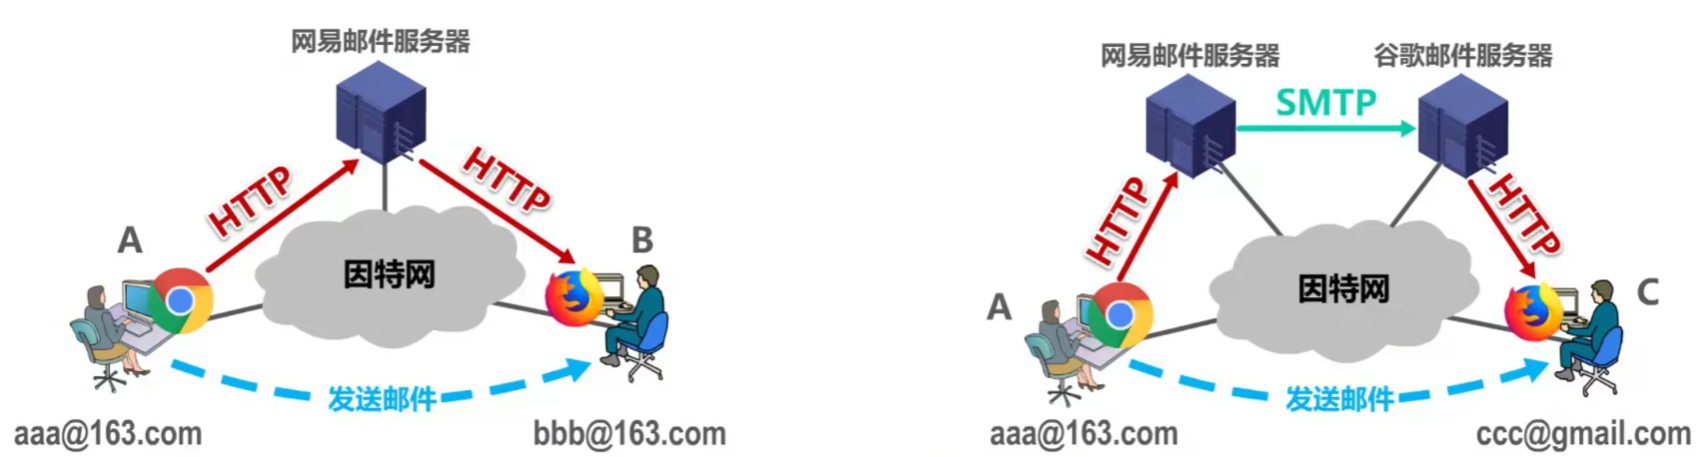 网易邮件服务器
HTTP
HTTP
A
B
因特网
发送邮件
aaa@163.com
bbb@163.com
网易邮件服务器
谷歌邮件服务器
SMTP
HTTP
HTTP
A
C
因特网
发送邮件
aaa@163.com
ccc@gmail.com